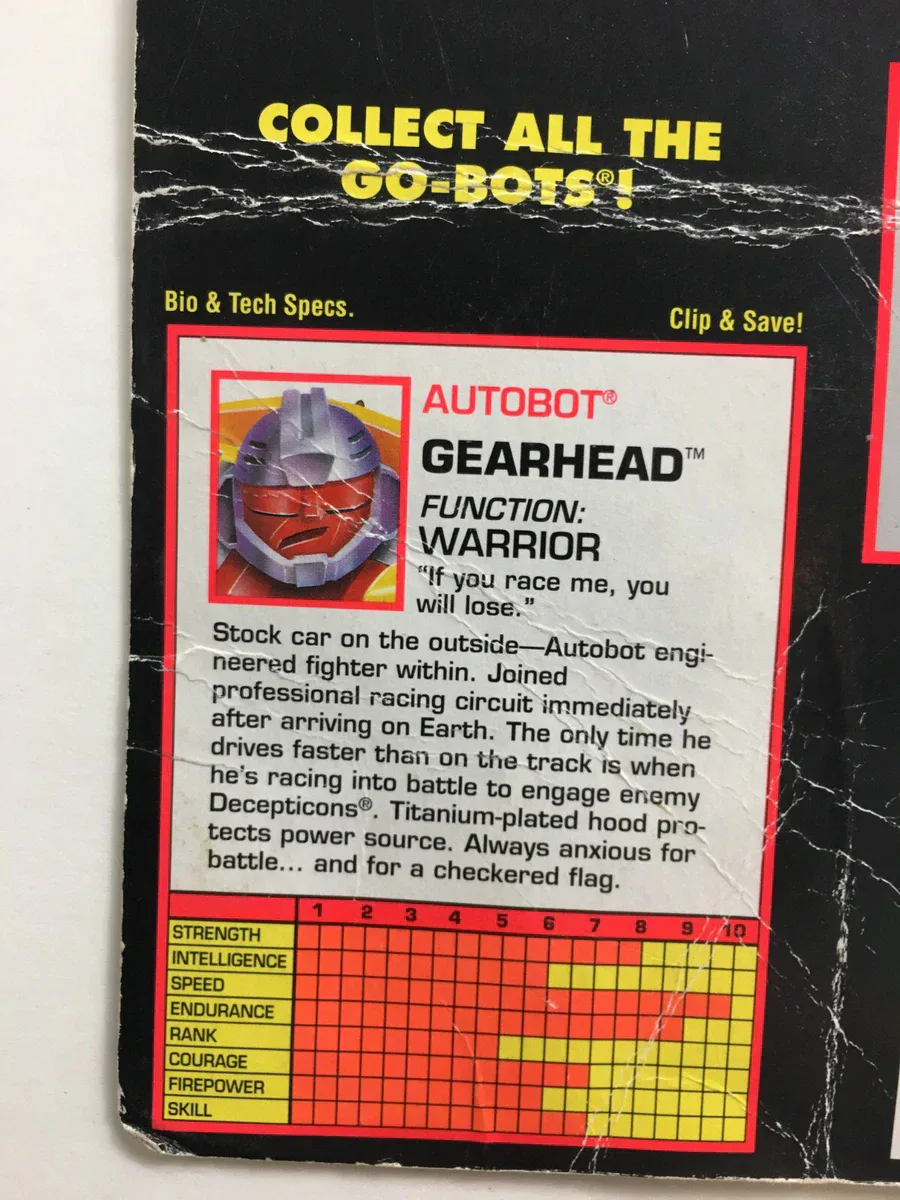 COLLECT ALL THE
GO-BOTS®!
Bio & Tech Specs.
Clip & Save!
AUTOBOT®
GEARHEAD™
FUNCTION:
WARRIOR
“If you race me, you
will lose.”
Stock car on the outside—Autobot engi-
neered fighter within. Joined
professional racing circuit immediately
after arriving on Earth. The only time he
drives faster than on the track is when
he's racing into battle to engage enemy
Decepticons®. Titanium-plated hood pro-
tects power source. Always anxious for
battle... and for a checkered flag.
1 2 3 4 5 6 7 8 9 10
STRENGTH
INTELLIGENCE
SPEED
ENDURANCE
RANK
COURAGE
FIREPOWER
SKILL